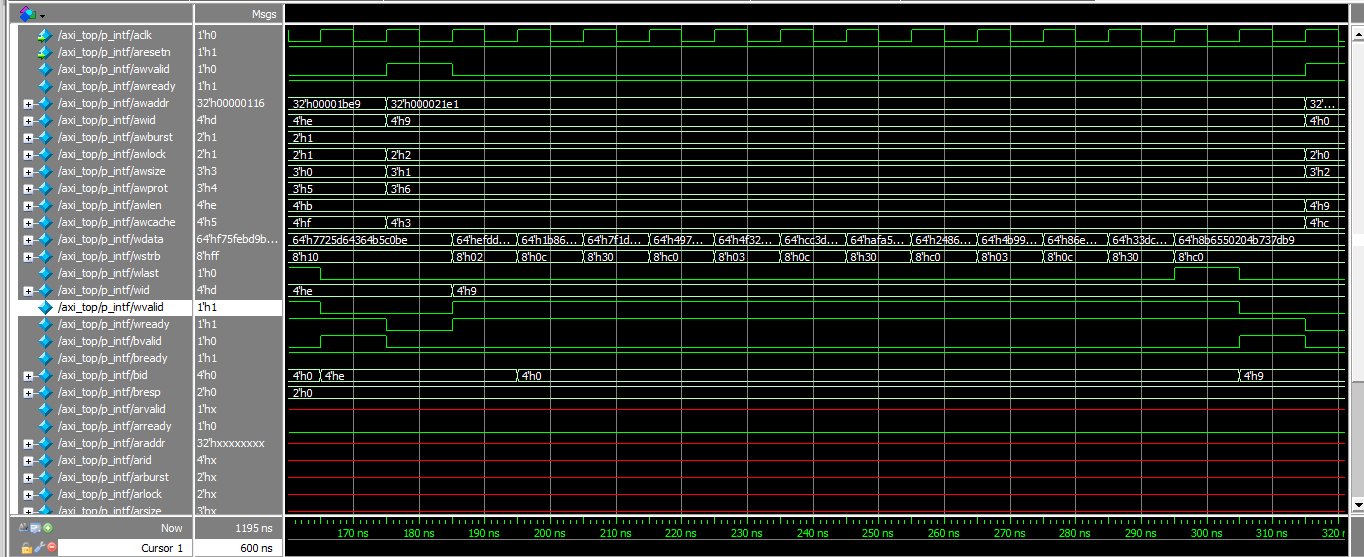 Msgs
/axi_top/p_intf/aclk 1'h0
/axi_top/p_intf/aresetn 1'h1
/axi_top/p_intf/awvalid 1'h0
/axi_top/p_intf/awready 1'h1
/axi_top/p_intf/awaddr 32'h00000116 32'h00001be9 32'h000021e1 32'...
/axi_top/p_intf/awid 4'hd 4'he 4'h9 4'h0
/axi_top/p_intf/awburst 2'h1 2'h1
/axi_top/p_intf/awlock 2'h1 2'h1 2'h2 2'h0
/axi_top/p_intf/awsize 3'h3 3'h0 3'h1 3'h2
/axi_top/p_intf/awprot 3'h4 3'h5 3'h6
/axi_top/p_intf/awlen 4'he 4'hb 4'h9
/axi_top/p_intf/awcache 4'h5 4'hf 4'h3 4'hc
/axi_top/p_intf/wdata 64'hf75febd9b... 64'h7725d64364b5c0be 64'hefdd... 64'h1b86... 64'h7f1d... 64'h497... 64'h4f32... 64'hcc3d... 64'hafa5... 64'h2486... 64'h4b99... 64'h86e... 64'h33dc... 64'h8b6550204b737db9
/axi_top/p_intf/wstrb 8'hff 8'h10 8'h02 8'h0c 8'h30 8'hc0 8'h03 8'h0c 8'h30 8'hc0 8'h03 8'h0c 8'h30 8'hc0
/axi_top/p_intf/wlast 1'h0
/axi_top/p_intf/wid 4'hd 4'he 4'h9
/axi_top/p_intf/wvalid 1'h1
/axi_top/p_intf/wready 1'h1
/axi_top/p_intf/bvalid 1'h0
/axi_top/p_intf/bready 1'h1
/axi_top/p_intf/bid 4'h0 4'h0 4'he 4'h0 4'h9
/axi_top/p_intf/bresp 2'h0 2'h0
/axi_top/p_intf/arvalid 1'hx
/axi_top/p_intf/arready 1'h0
/axi_top/p_intf/araddr 32'hxxxxxxxx
/axi_top/p_intf/arid 4'hx
/axi_top/p_intf/arburst 2'hx
/axi_top/p_intf/arlock 2'hx
/axi_top/p_intf/arsize 3'hx
Now 1195 ns 170 ns 180 ns 190 ns 200 ns 210 ns 220 ns 230 ns 240 ns 250 ns 260 ns 270 ns 280 ns 290 ns 300 ns 310 ns 320 n
Cursor 1 600 ns